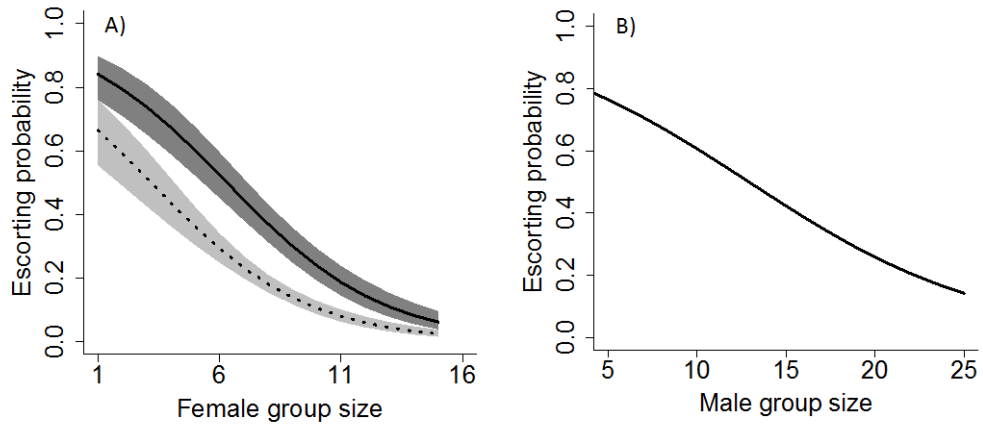 A)
Escorting probability
1.0
0.8
0.6
0.4
0.2
0.0
1 6 11 16
Female group size
B)
Escorting probability
1.0
0.8
0.6
0.4
0.2
0.0
5 10 15 20 25
Male group size